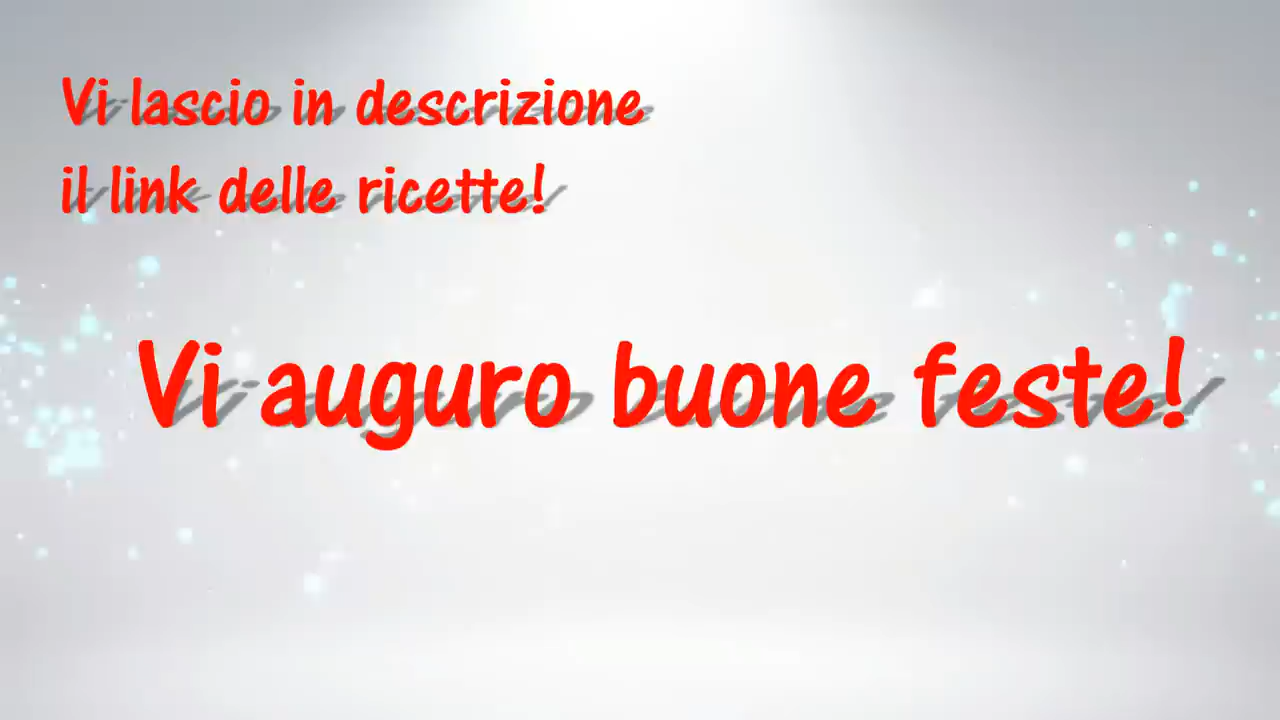 Vi lascio in descrizione
il link delle ricette!
Vi auguro buone feste!